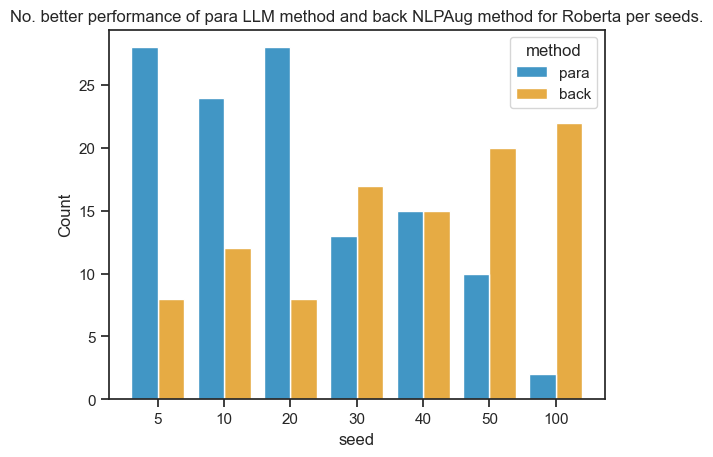 No. better performance of para LLM method and back NLPAug method for Roberta per seeds.
method
para
back
Count
25
20
15
10
5
0
5 10 20 30 40 50 100
seed